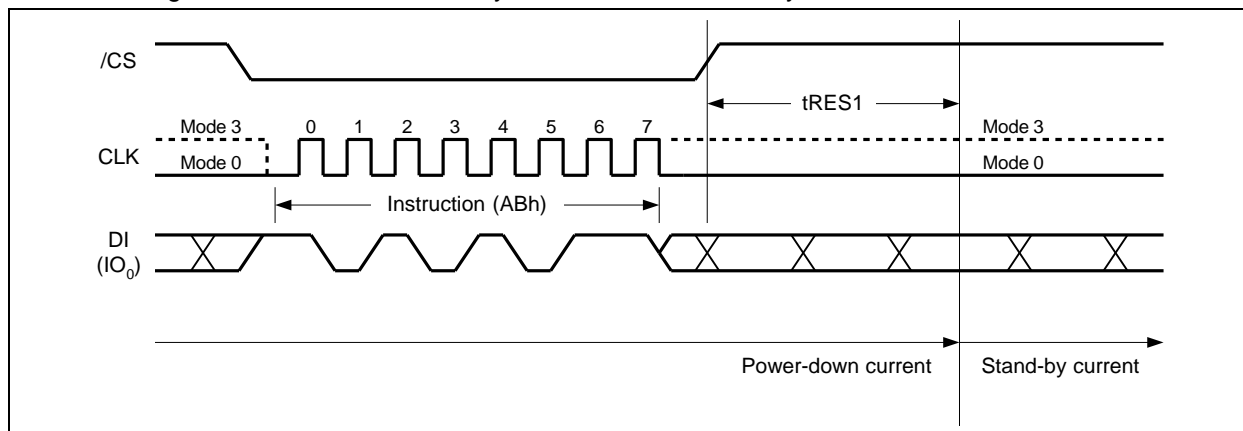 /CS
tRES1
Mode 3
0 1 2 3 4 5 6 7
Mode 3
CLK
Mode 0
Mode 0
Instruction (ABh)
DI
(IO₀)
Power-down current
Stand-by current